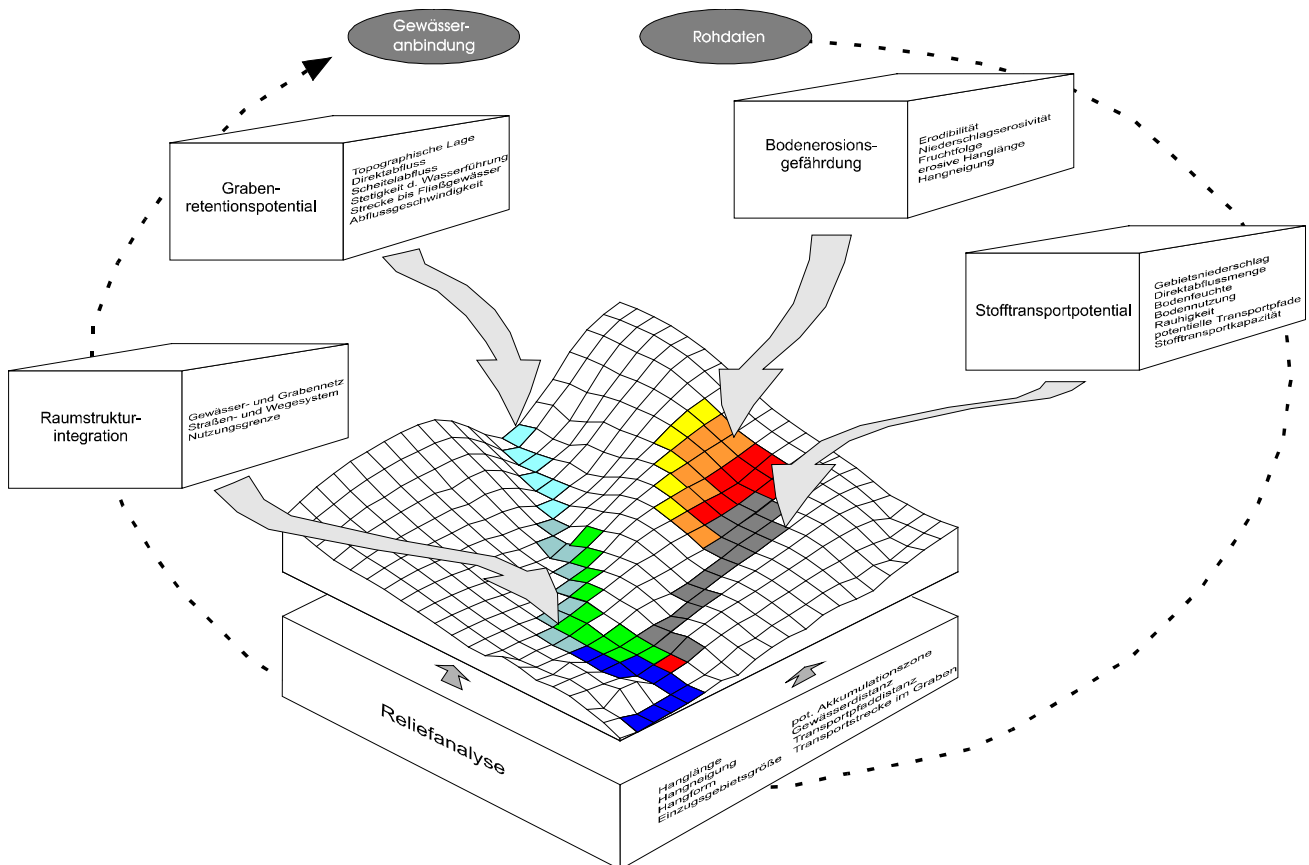 Gewässer-
anbindung
Rohdaten
Bodenerosions-
gefährdung
Erodibilität
Niederschlagserosivität
Fruchtfolge
erosive Hanglänge
Hangneigung
Graben-
retentionspotential
Topographische Lage
Direktabfluss
Scheitelabfluss
Stetigkeit d. Wasserführung
Strecke bis Fließgewässer
Abflussgeschwindigkeit
Stofftransportpotential
Gebietsniederschlag
Direktabflussmenge
Bodenfeuchte
Bodennutzung
Rauhigkeit
potentielle Transportpfade
Stofftransportkapazität
Raumstruktur-
integration
Gewässer- und Grabennetz
Straßen- und Wegesystem
Nutzungsgrenze
Reliefanalyse
Hanglänge
Hangneigung
Hangform
Einzugsgebietsgröße
pot. Akkumulationszone
Gewässerdistanz
Transportpfaddistanz
Transportstrecke im Graben